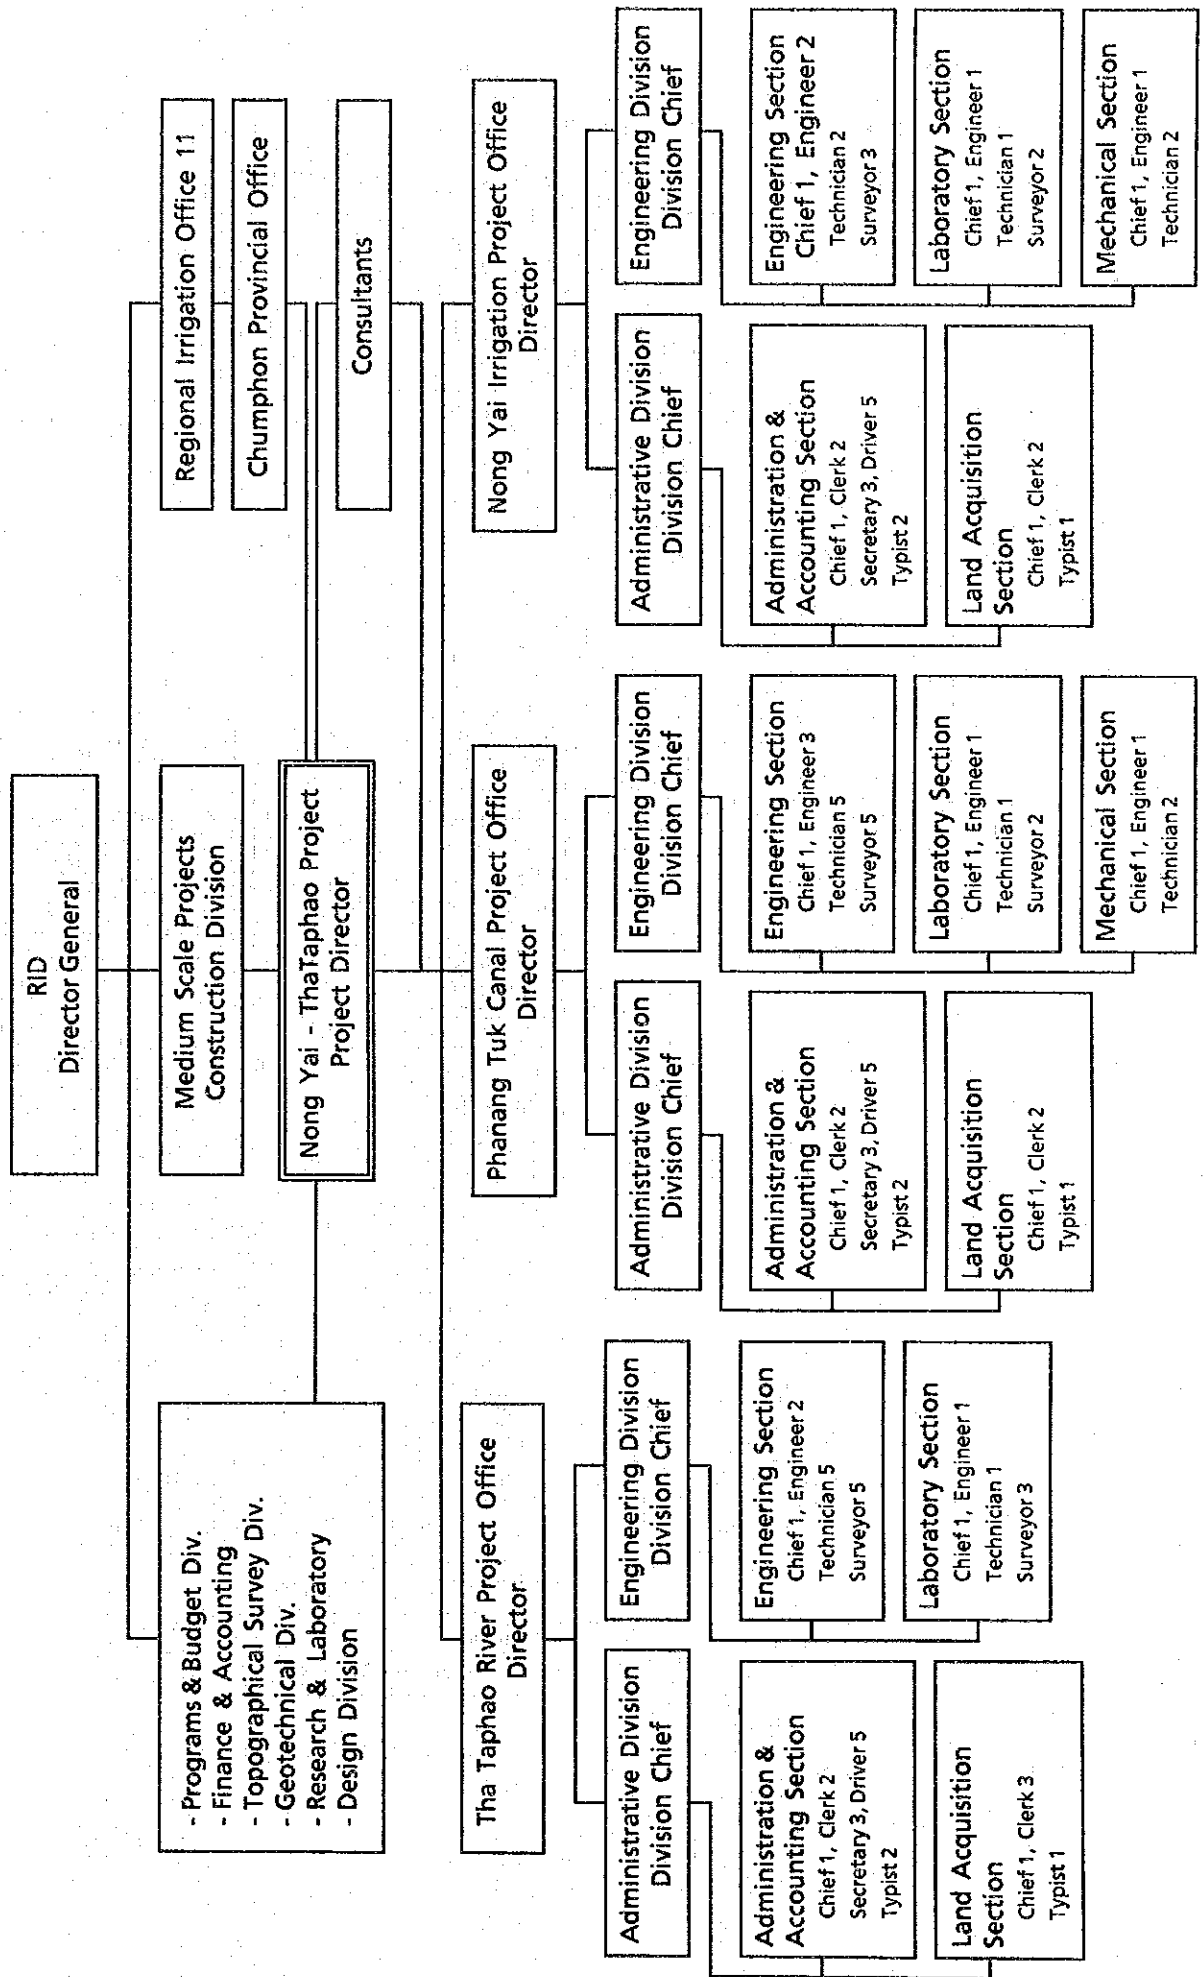 RID
Director General
Medium Scale Projects
Construction Division
Regional Irrigation Office 11
Chumphon Provincial Office
- Programs & Budget Div.
- Finance & Accounting
- Topographical Survey Div.
- Geotechnical Div.
- Research & Laboratory
- Design Division
Nong Yai - ThaTaphao Project
Project Director
Consultants
Tha Taphao River Project Office
Director
Administrative Division
Division Chief
Engineering Division
Division Chief
Administration &
Accounting Section
Chief 1, Clerk 2
Secretary 3, Driver 5
Typist 2
Land Acquisition
Section
Chief 1, Clerk 3
Typist 1
Engineering Section
Chief 1, Engineer 2
Technician 5
Surveyor 5
Laboratory Section
Chief 1, Engineer 1
Technician 1
Surveyor 3
Phanang Tuk Canal Project Office
Director
Administrative Division
Division Chief
Engineering Division
Division Chief
Administration &
Accounting Section
Chief 1, Clerk 2
Secretary 3, Driver 5
Typist 2
Land Acquisition
Section
Chief 1, Clerk 2
Typist 1
Engineering Section
Chief 1, Engineer 3
Technician 5
Surveyor 5
Laboratory Section
Chief 1, Engineer 1
Technician 1
Surveyor 2
Mechanical Section
Chief 1, Engineer 1
Technician 2
Nong Yai Irrigation Project Office
Director
Administrative Division
Division Chief
Engineering Division
Division Chief
Administration &
Accounting Section
Chief 1, Clerk 2
Secretary 3, Driver 5
Typist 2
Land Acquisition
Section
Chief 1, Clerk 2
Typist 1
Engineering Section
Chief 1, Engineer 2
Technician 2
Surveyor 3
Laboratory Section
Chief 1, Engineer 1
Technician 1
Surveyor 2
Mechanical Section
Chief 1, Engineer 1
Technician 2